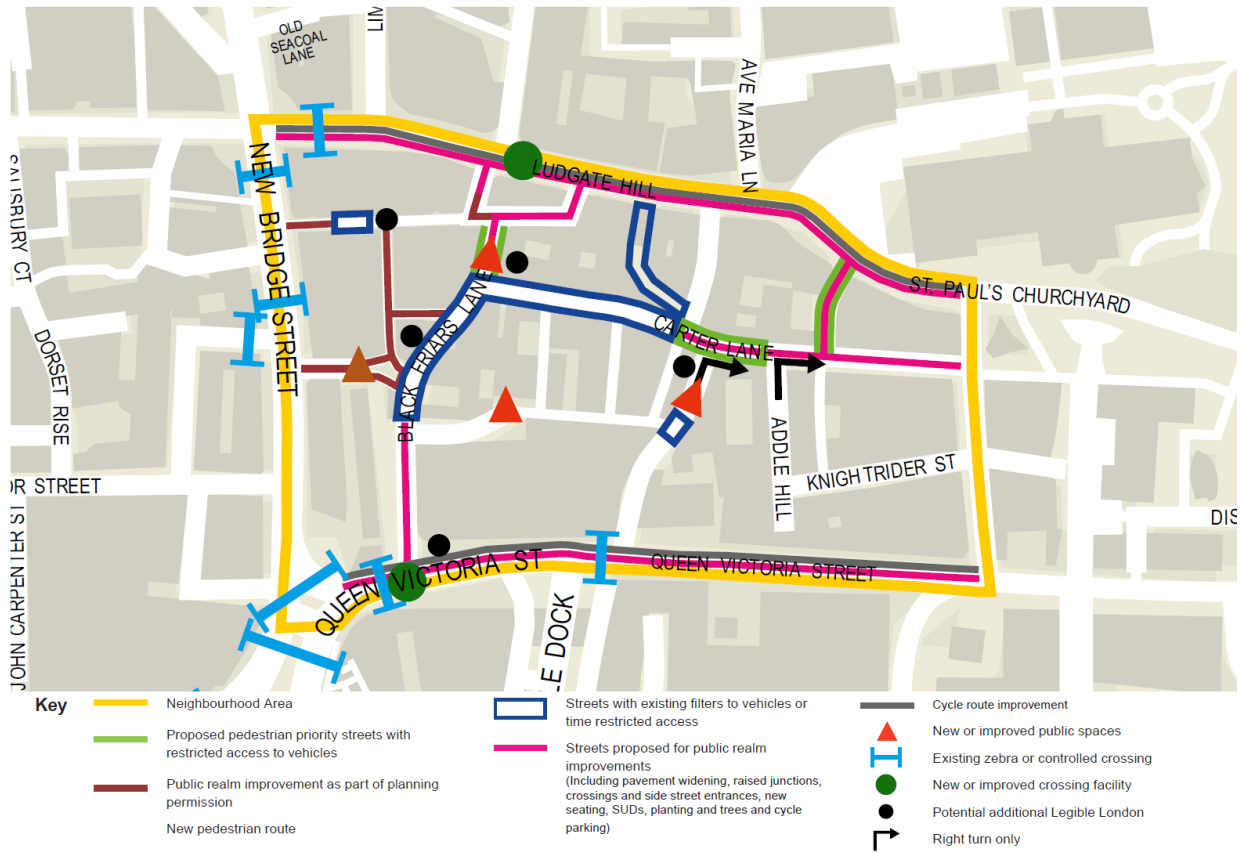 OLD
SEACOAL
LANE
LIM
AVE MARIA LN
SALISBURY CT
NEW BRIDGE STREET
LUDGATE HILL
ST. PAUL'S CHURCHYARD
DORSET RISE
BLACK FRIARS LANE
CARTER LANE
ADDLE HILL
KNIGHTRIDER ST
OR STREET
JOHN CARPENTER ST
DIS
QUEEN VICTORIA ST
QUEEN VICTORIA STREET
LE DOCK
Key
Neighbourhood Area
Proposed pedestrian priority streets with
restricted access to vehicles
Public realm improvement as part of planning
permission
New pedestrian route
Streets with existing filters to vehicles or
time restricted access
Streets proposed for public realm
improvements
(Including pavement widening, raised junctions,
crossings and side street entrances, new
seating, SUDs, planting and trees and cycle
parking)
Cycle route improvement
New or improved public spaces
Existing zebra or controlled crossing
New or improved crossing facility
Potential additional Legible London
Right turn only